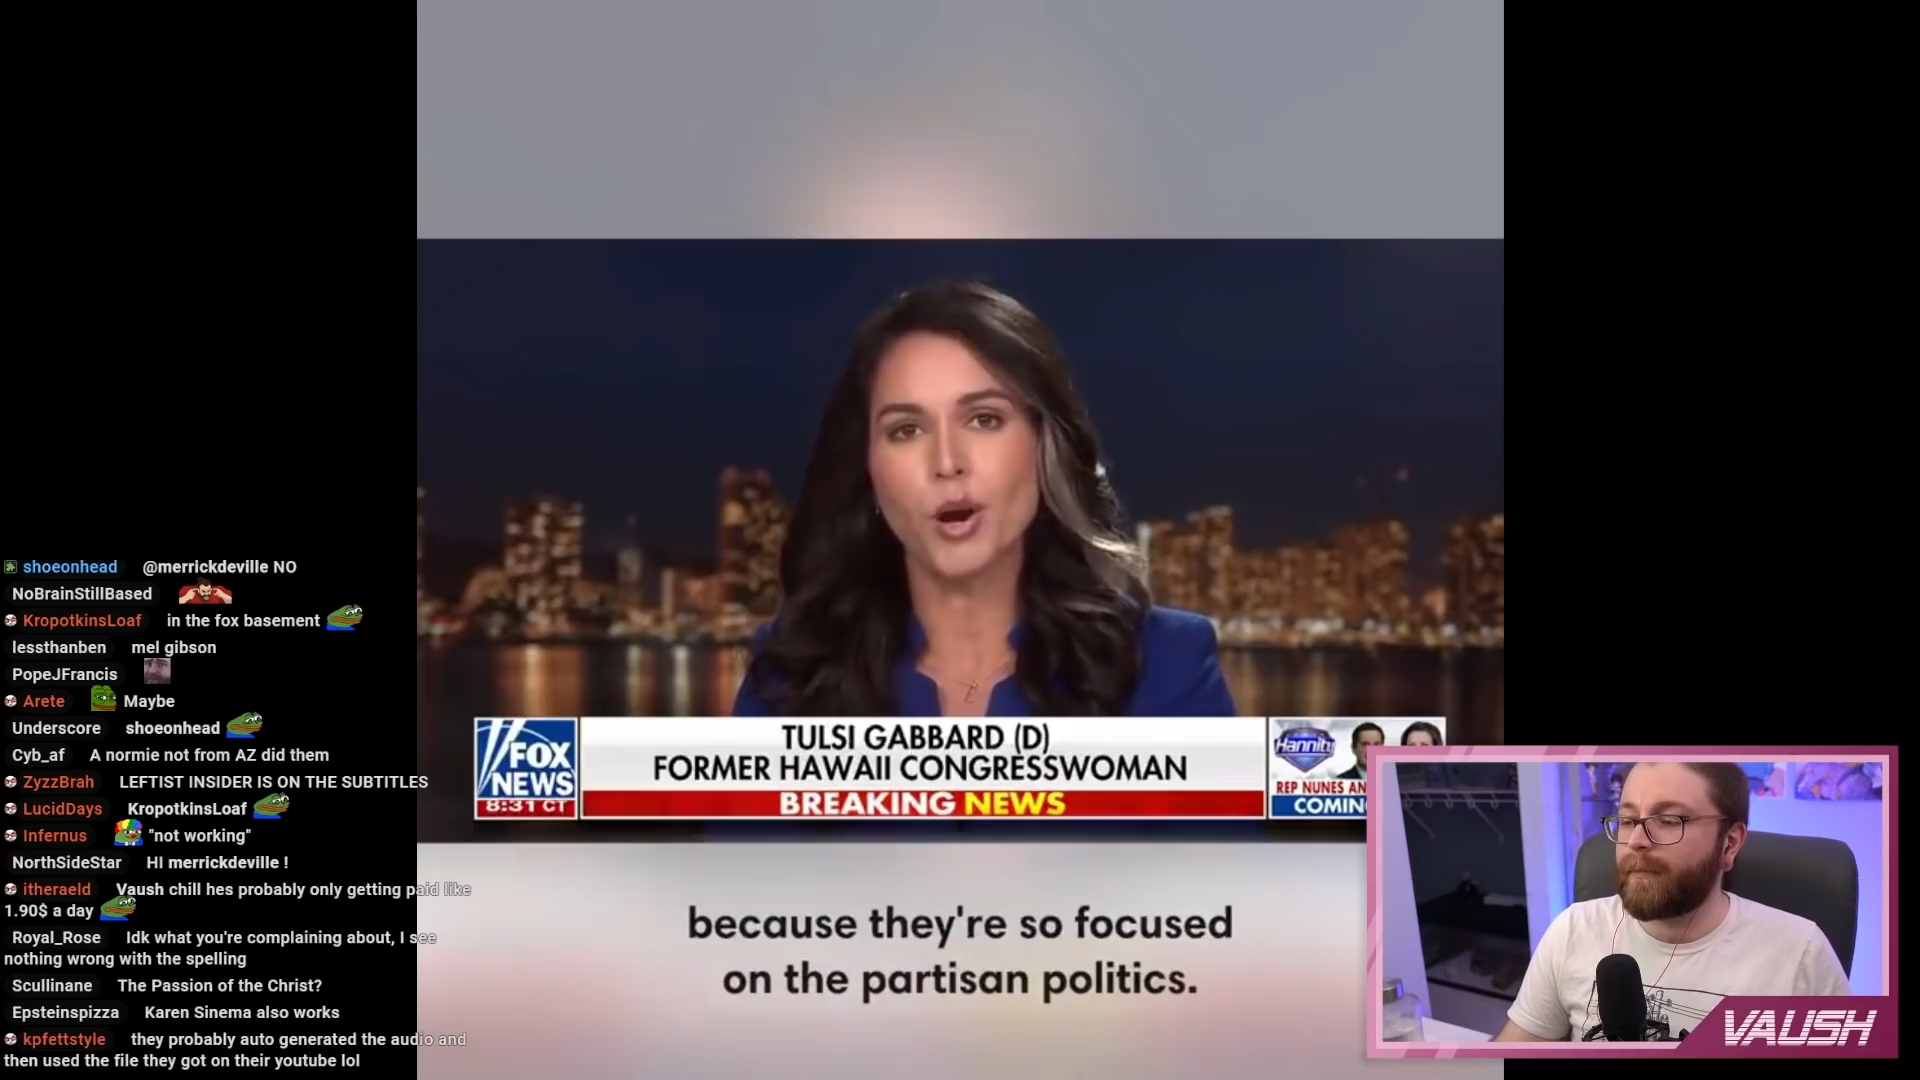 shoeonhead @merrickdeville NO
NoBrainStillBased
KropotkinsLoaf in the fox basement
lessthanben mel gibson
PopeJFrancis
Arete Maybe
Underscore shoeonhead
Cyb_af A normie not from AZ did them
ZyzzBrah LEFTIST INSIDER IS ON THE SUBTITLES
LucidDays KropotkinsLoaf
Infernus "not working"
NorthSideStar HI merrickdeville !
itheraeld Vaush chill hes probably only getting paid like
1.90$ a day
Royal_Rose Idk what you're complaining about, I see
nothing wrong with the spelling
Scullinane The Passion of the Christ?
Epsteinspizza Karen Sinema also works
kpfettstyle they probably auto generated the audio and
then used the file they got on their youtube lol
FOX
NEWS
8:31 CT
TULSI GABBARD (D)
FORMER HAWAII CONGRESSWOMAN
BREAKING NEWS
Hannity
REP NUNES AN
COMIN
because they're so focused
on the partisan politics.
VAUSH